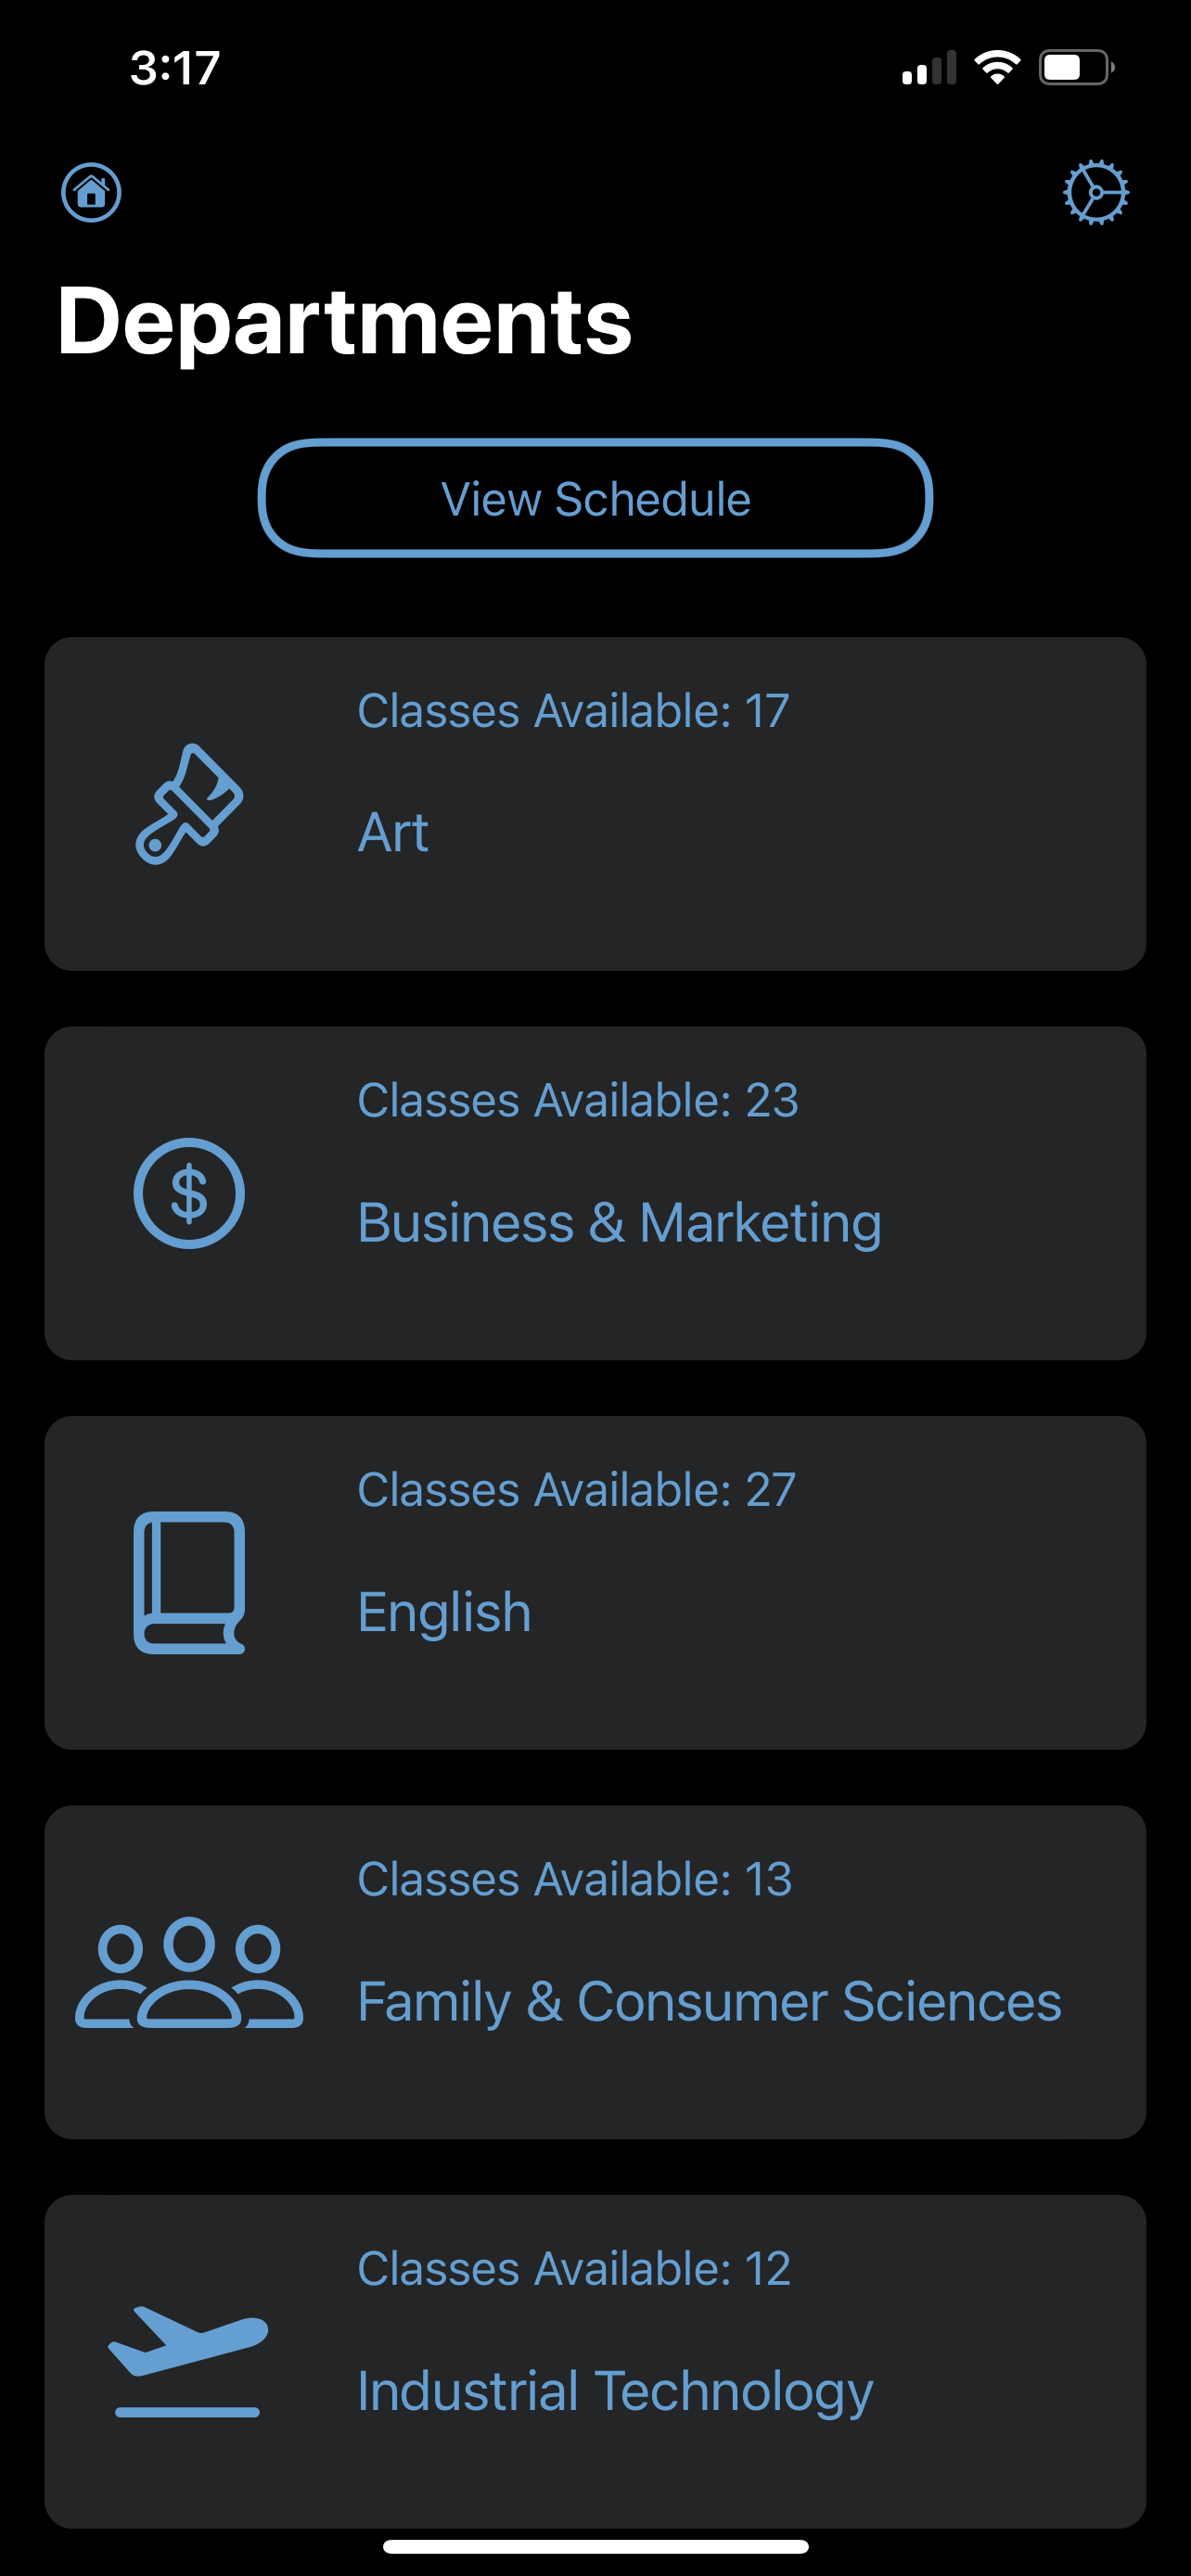 3:17
Departments
View Schedule
Classes Available: 17
Art
Classes Available: 23
$
Business & Marketing
Classes Available: 27
English
Classes Available: 13
Family & Consumer Sciences
Classes Available: 12
Industrial Technology